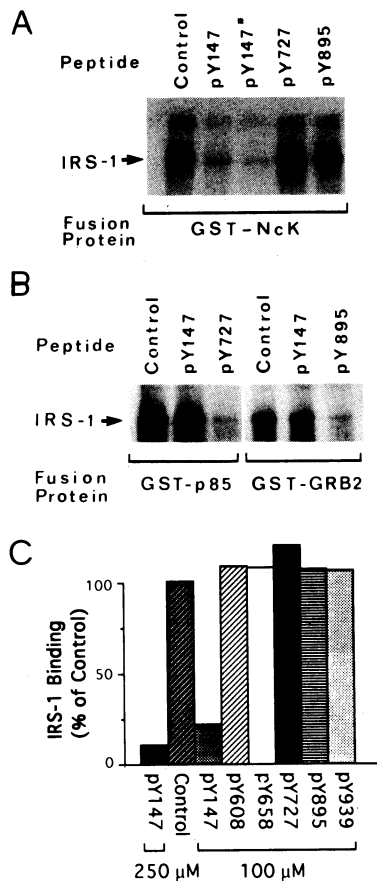 A
Peptide
Control
pY147
pY147*
pY727
pY895
IRS-1
Fusion
Protein
GST-NcK
B
Peptide
Control
pY147
pY727
Control
pY147
pY895
IRS-1
Fusion
Protein
GST-p85
GST-GRB2
C
IRS-1 Binding
(% of Control)
100
50
0
pY147
Control
pY147
pY608
pY658
pY727
pY895
pY939
250 μM
100 μM